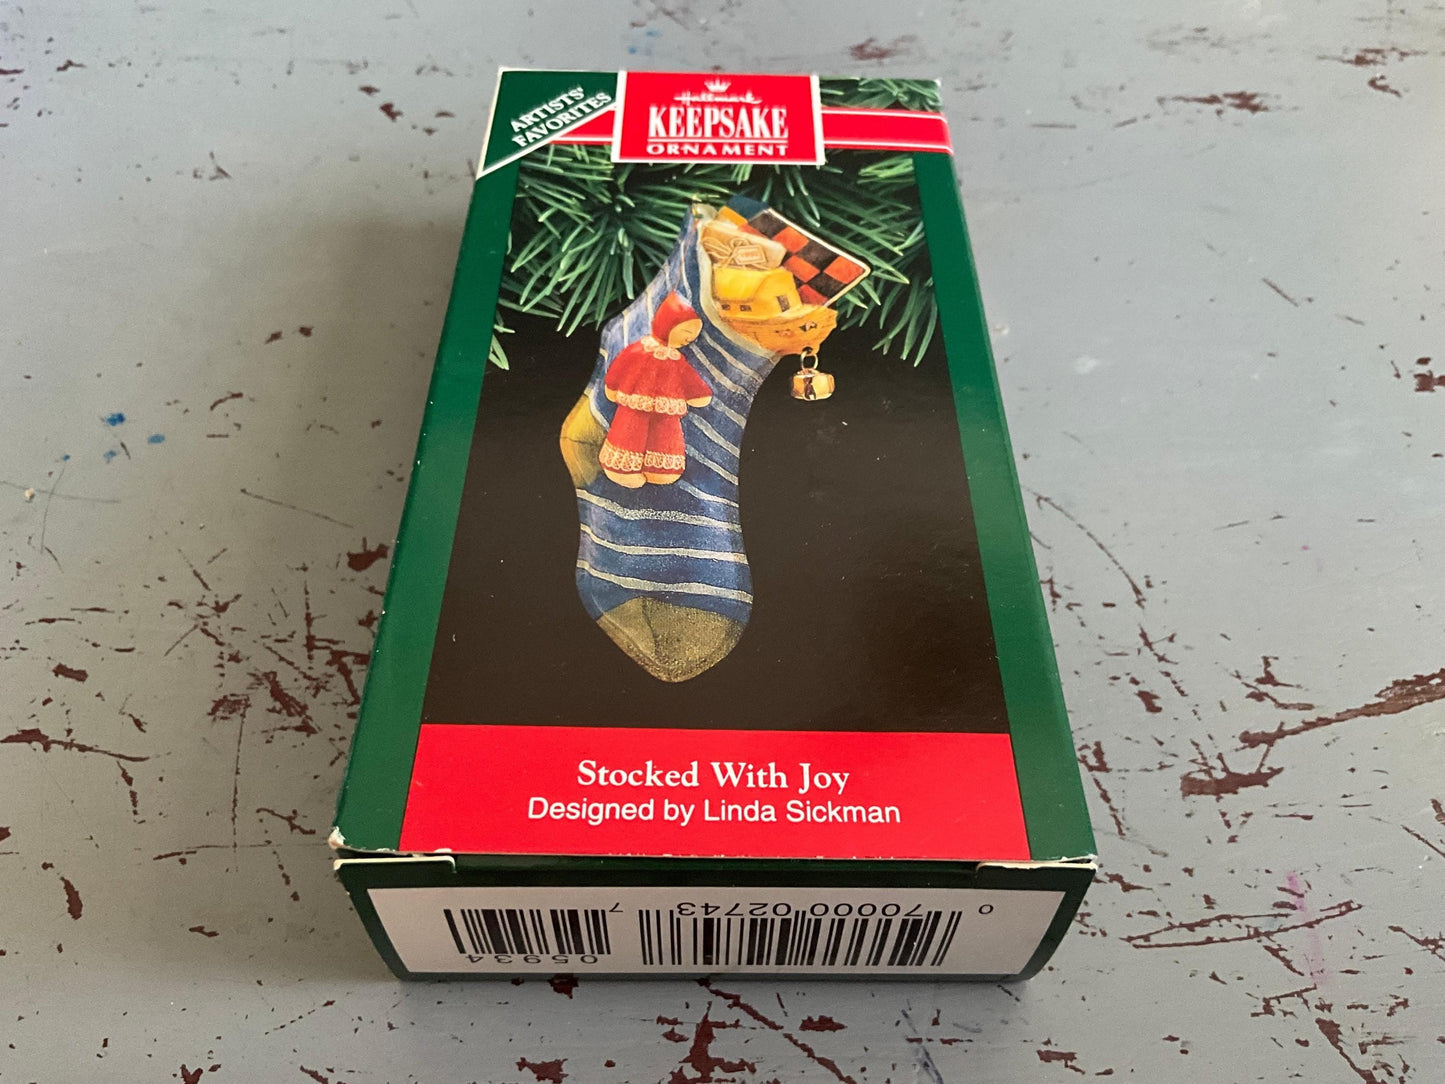 ARTISTS'
FAVORITES
Hallmark
KEEPSAKE
ORNAMENT
Stocked With Joy
Designed by Linda Sickman
0 70000 02743 7
05934